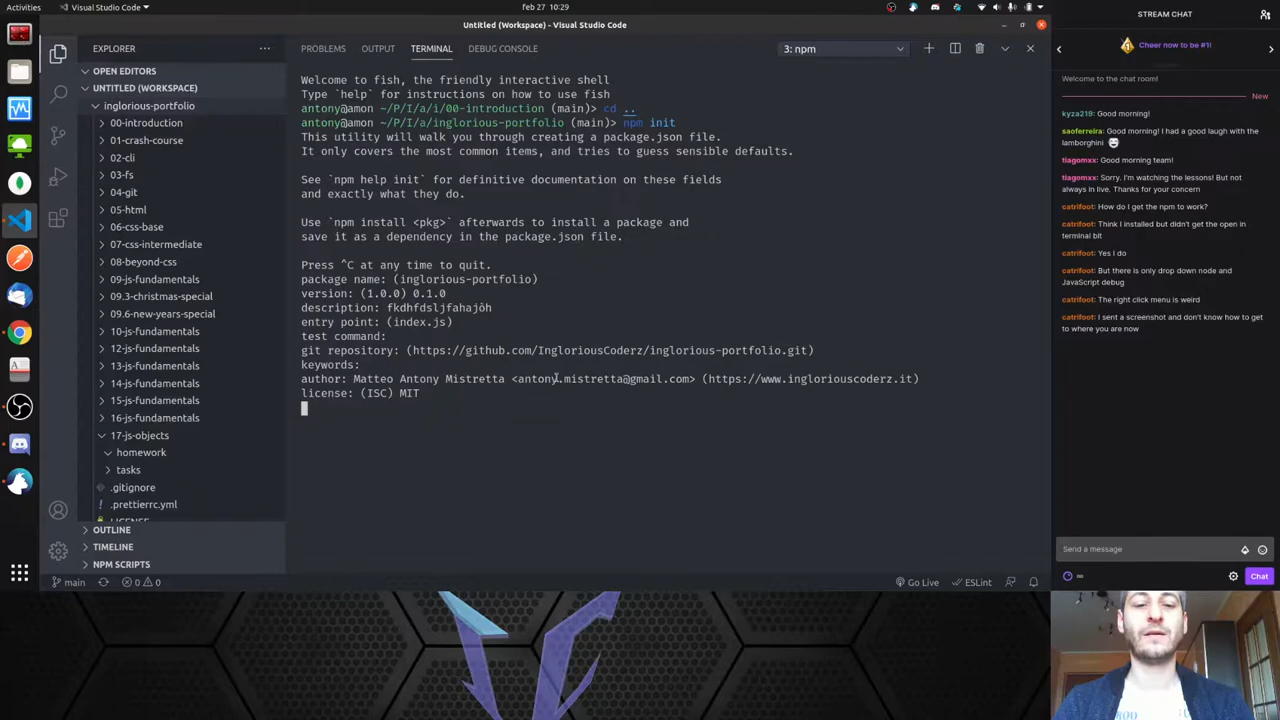 Activities
Visual Studio Code
feb 27 10:29
Untitled (Workspace) - Visual Studio Code
EXPLORER
OPEN EDITORS
UNTITLED (WORKSPACE)
inglorious-portfolio
00-introduction
01-crash-course
02-cli
03-fs
04-git
05-html
06-css-base
07-css-intermediate
08-beyond-css
09-js-fundamentals
09.3-christmas-special
09.6-new-years-special
10-js-fundamentals
12-js-fundamentals
13-js-fundamentals
14-js-fundamentals
15-js-fundamentals
16-js-fundamentals
17-js-objects
homework
tasks
.gitignore
.prettierrc.yml
LICENSE
OUTLINE
TIMELINE
NPM SCRIPTS
main
0 0
PROBLEMS OUTPUT TERMINAL DEBUG CONSOLE
3: npm
Welcome to fish, the friendly interactive shell
Type `help` for instructions on how to use fish
antony@amon ~/P/I/a/i/00-introduction (main)> cd ..
antony@amon ~/P/I/a/inglorious-portfolio (main)> npm init
This utility will walk you through creating a package.json file.
It only covers the most common items, and tries to guess sensible defaults.
See `npm help init` for definitive documentation on these fields
and exactly what they do.
Use `npm install <pkg>` afterwards to install a package and
save it as a dependency in the package.json file.
Press ^C at any time to quit.
package name: (inglorious-portfolio)
version: (1.0.0) 0.1.0
description: fkdhfdsljfahajòh
entry point: (index.js)
test command:
git repository: (https://github.com/IngloriousCoderz/inglorious-portfolio.git)
keywords:
author: Matteo Antony Mistretta <antony.mistretta@gmail.com> (https://www.ingloriouscoderz.it)
license: (ISC) MIT
Go Live
ESLint
STREAM CHAT
Cheer now to be #1!
Welcome to the chat room!
New
kyza219: Good morning!
saoferreira: Good morning! I had a good laugh with the
lamborghini
tiagomxx: Good morning team!
tiagomxx: Sorry, I'm watching the lessons! But not
always in live. Thanks for your concern
catrifoot: How do I get the npm to work?
catrifoot: Think I installed but didn't get the open in
terminal bit
catrifoot: Yes I do
catrifoot: But there is only drop down node and
JavaScript debug
catrifoot: The right click menu is weird
catrifoot: I sent a screenshot and don't know how to get
to where you are now
Send a message
∞
Chat